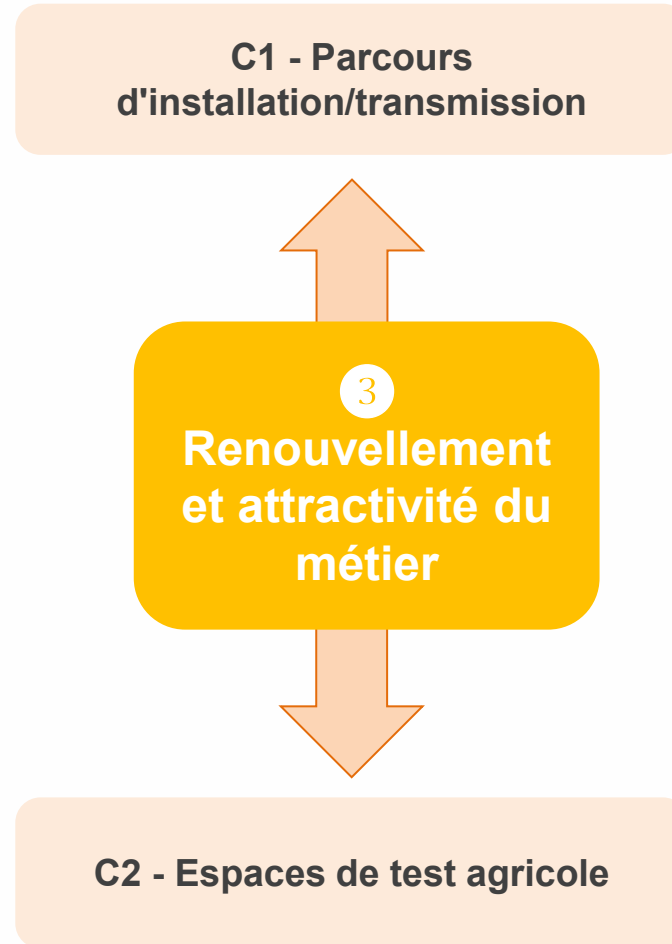 C1 - Parcours
d'installation/transmission
3
Renouvellement
et attractivité du
métier
C2 - Espaces de test agricole